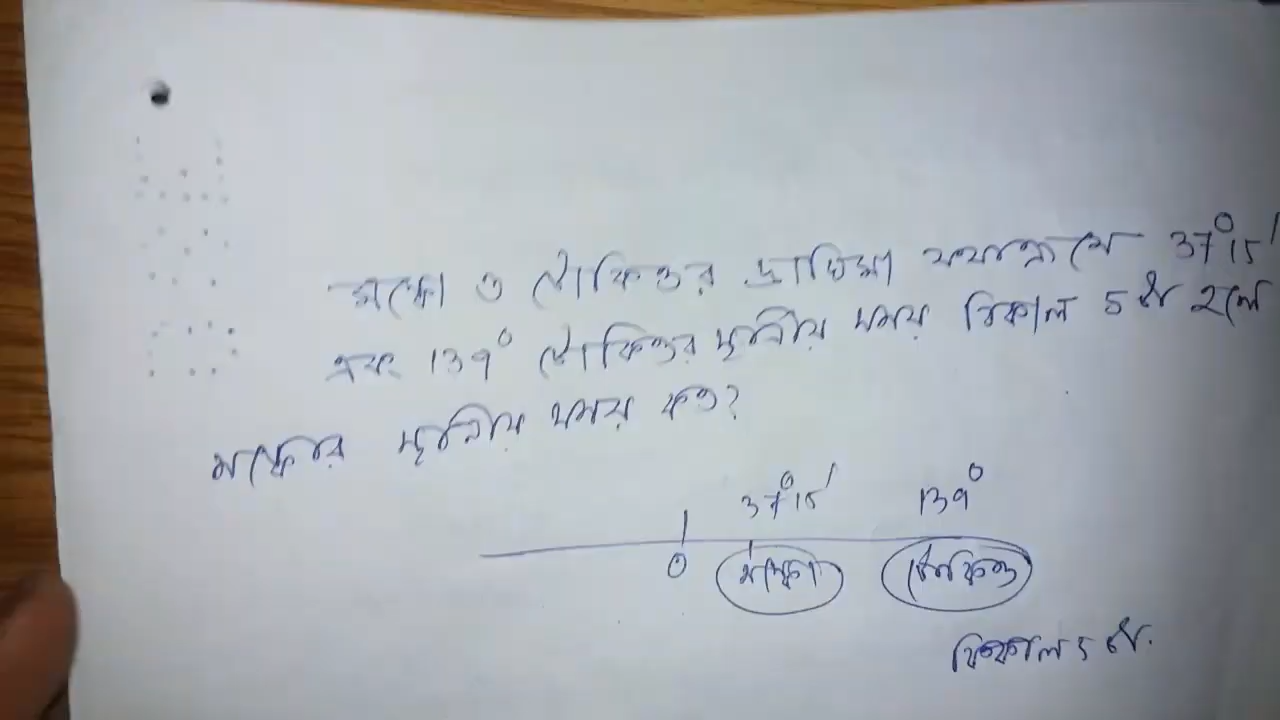 মস্কো ও টোকিওর দ্রাঘিমা যথাক্রমে 37°15'
এবং 139° টোকিওর স্থানীয় সময় বিকাল 5 টা হলে
মস্কোর স্থানীয় সময় কত?
37°15' 139°
0 মস্কো টোকিও
বিকাল 5 টা.